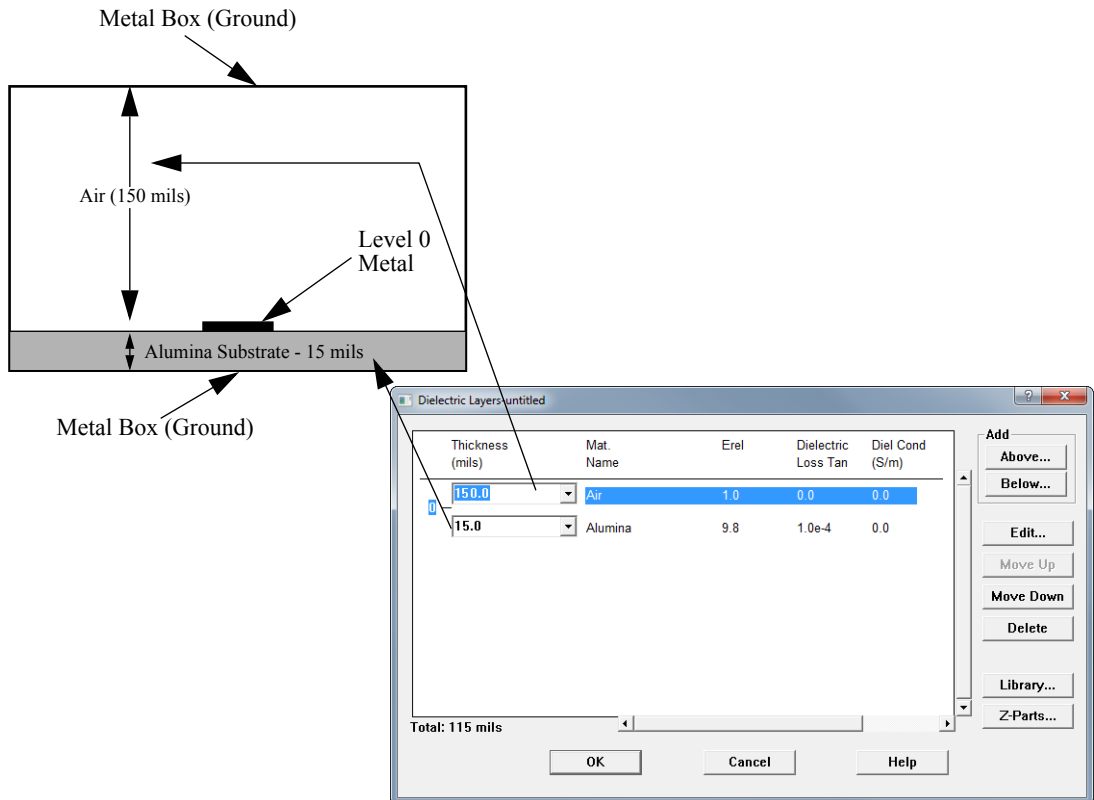 Metal Box (Ground)
Air (150 mils)
Level 0
Metal
Alumina Substrate - 15 mils
Metal Box (Ground)
Dielectric Layers-untitled
Thickness (mils) Mat. Name Erel Dielectric Loss Tan Diel Cond (S/m)
0
150.0 Air 1.0 0.0 0.0
15.0 Alumina 9.8 1.0e-4 0.0
Total: 115 mils
Add
Above...
Below...
Edit...
Move Up
Move Down
Delete
Library...
Z-Parts...
OK Cancel Help